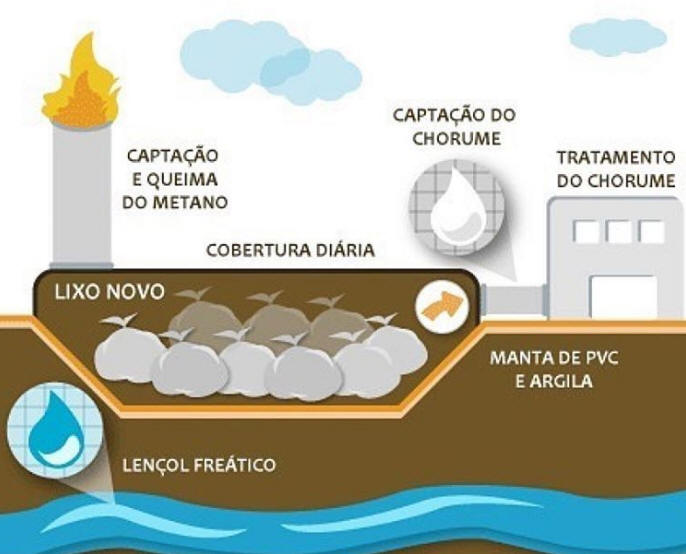 CAPTAÇÃO DO
CHORUME
CAPTAÇÃO
E QUEIMA
DO METANO
TRATAMENTO
DO CHORUME
COBERTURA DIÁRIA
LIXO NOVO
MANTA DE PVC
E ARGILA
LENÇOL FREÁTICO